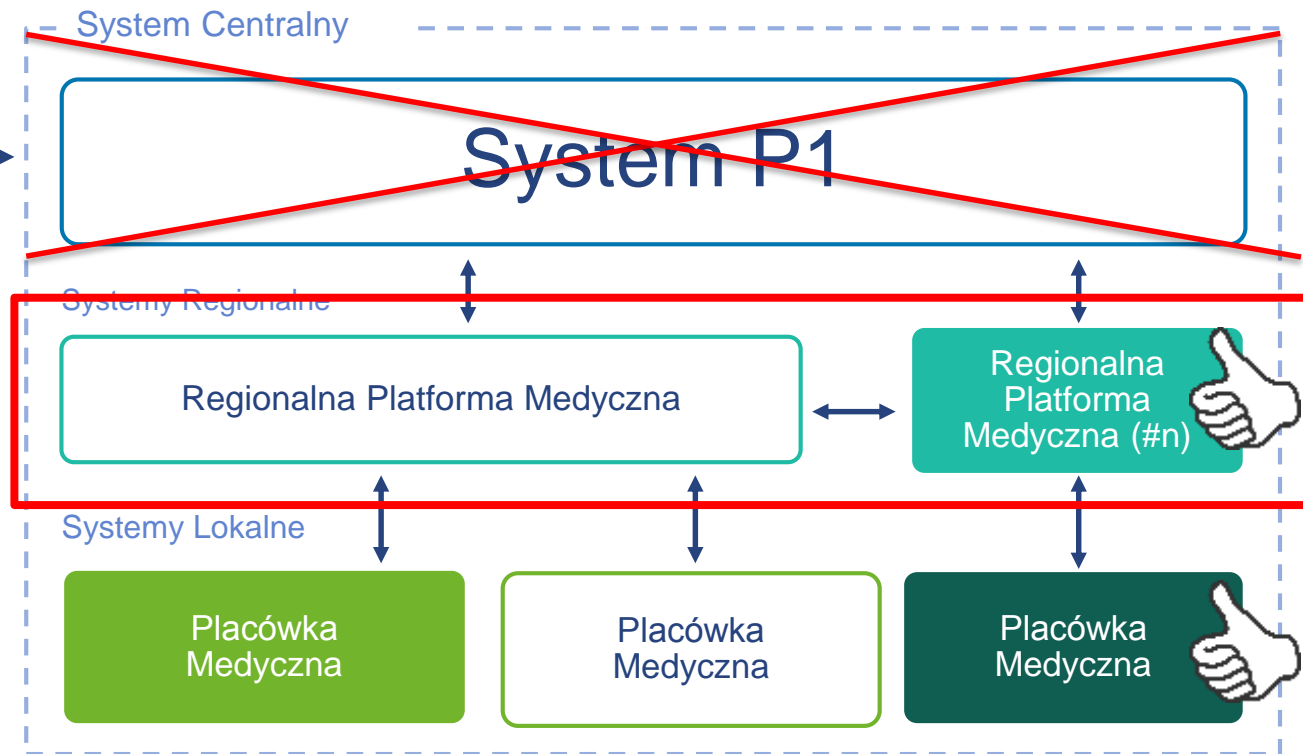 System Centralny
System P1
Systemy Regionalne
Regionalna Platforma Medyczna
Regionalna
Platforma
Medyczna (#n)
Systemy Lokalne
Placówka
Medyczna
Placówka
Medyczna
Placówka
Medyczna